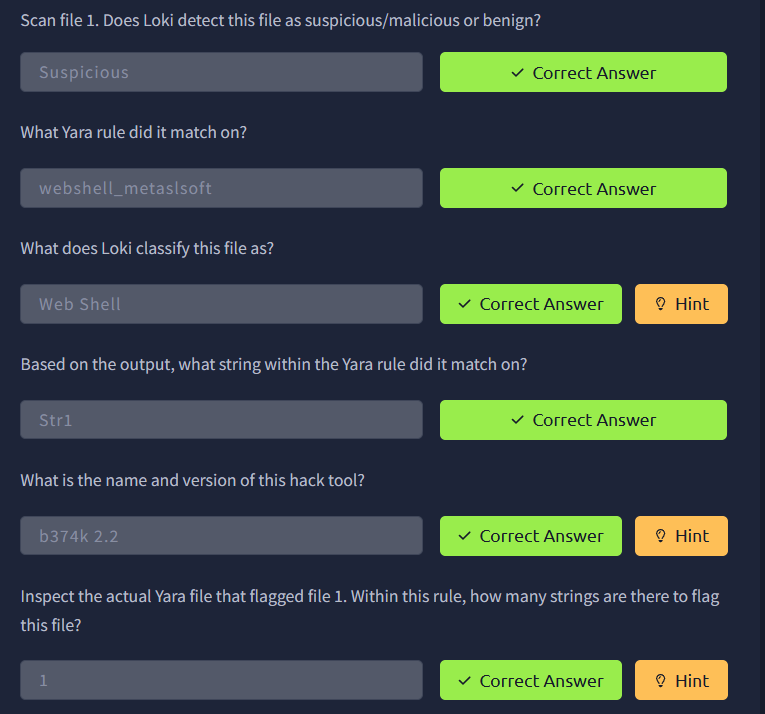 Scan file 1. Does Loki detect this file as suspicious/malicious or benign?
Suspicious
Correct Answer
What Yara rule did it match on?
webshell_metaslsoft
Correct Answer
What does Loki classify this file as?
Web Shell
Correct Answer
Hint
Based on the output, what string within the Yara rule did it match on?
Str1
Correct Answer
What is the name and version of this hack tool?
b374k 2.2
Correct Answer
Hint
Inspect the actual Yara file that flagged file 1. Within this rule, how many strings are there to flag
this file?
1
Correct Answer
Hint